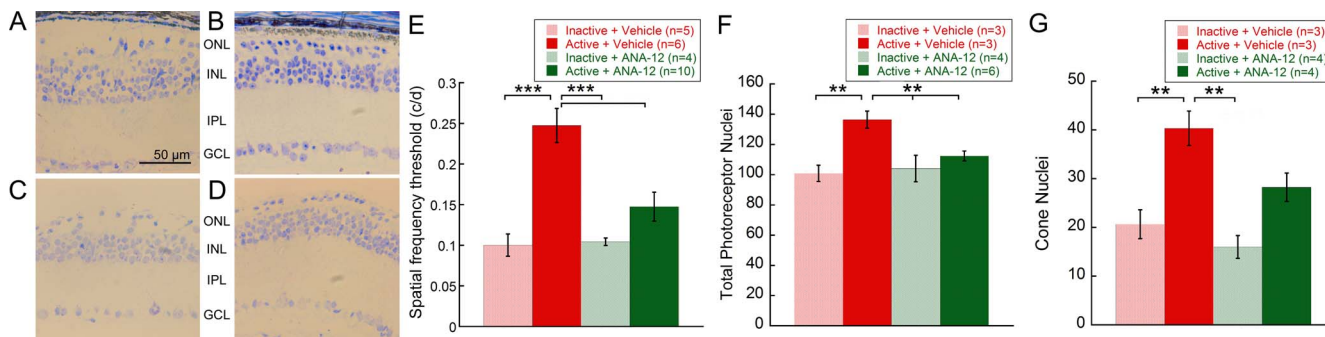 A
B
ONL
INL
IPL
GCL
50 µm
C
D
ONL
INL
IPL
GCL
E
Inactive + Vehicle (n=5)
Active + Vehicle (n=6)
Inactive + ANA-12 (n=4)
Active + ANA-12 (n=10)
Spatial frequency threshold (c/d)
0.3
0.25
0.2
0.15
0.1
0.05
0
***
***
F
Inactive + Vehicle (n=3)
Active + Vehicle (n=3)
Inactive + ANA-12 (n=4)
Active + ANA-12 (n=6)
Total Photoreceptor Nuclei
160
140
120
100
80
60
40
20
0
**
**
G
Inactive + Vehicle (n=3)
Active + Vehicle (n=3)
Inactive + ANA-12 (n=4)
Active + ANA-12 (n=4)
Cone Nuclei
50
40
30
20
10
0
**
**